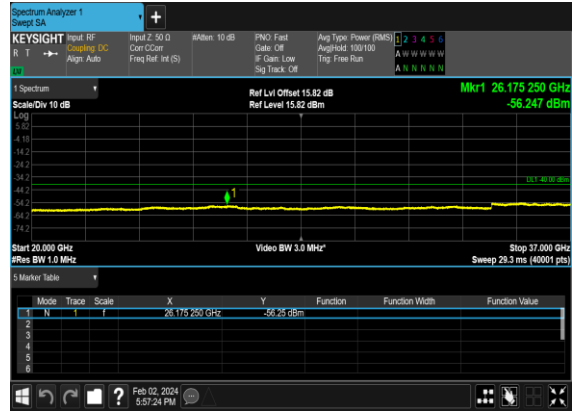 Spectrum Analyzer 1
Swept SA
+
KEYSIGHT Input: RF Input Z: 50 Ω #Atten: 10 dB PNO: Fast Avg Type: Power (RMS) 1 2 3 4 5 6
R T Coupling: DC Corr CCorr Gate: Off Avg|Hold: 100/100 A W W W W W
Align: Auto Freq Ref: Int (S) IF Gain: Low Trig: Free Run
Sig Track: Off A N N N N N
1 Spectrum Ref Lvl Offset 15.82 dB Mkr1 26.175 250 GHz
Scale/Div 10 dB Ref Level 15.82 dBm -56.247 dBm
Log
5.82
-4.18
-14.2
-24.2
-34.2
DL1 -40.00 dBm
-44.2
1
-54.2
-64.2
-74.2
Start 20.000 GHz Video BW 3.0 MHz* Stop 37.000 GHz
#Res BW 1.0 MHz Sweep 29.3 ms (40001 pts)
5 Marker Table
Mode Trace Scale X Y Function Function Width Function Value
1 N 1 f 26.175 250 GHz -56.25 dBm
2
3
4
5
6
? Feb 02, 2024
5:57:24 PM